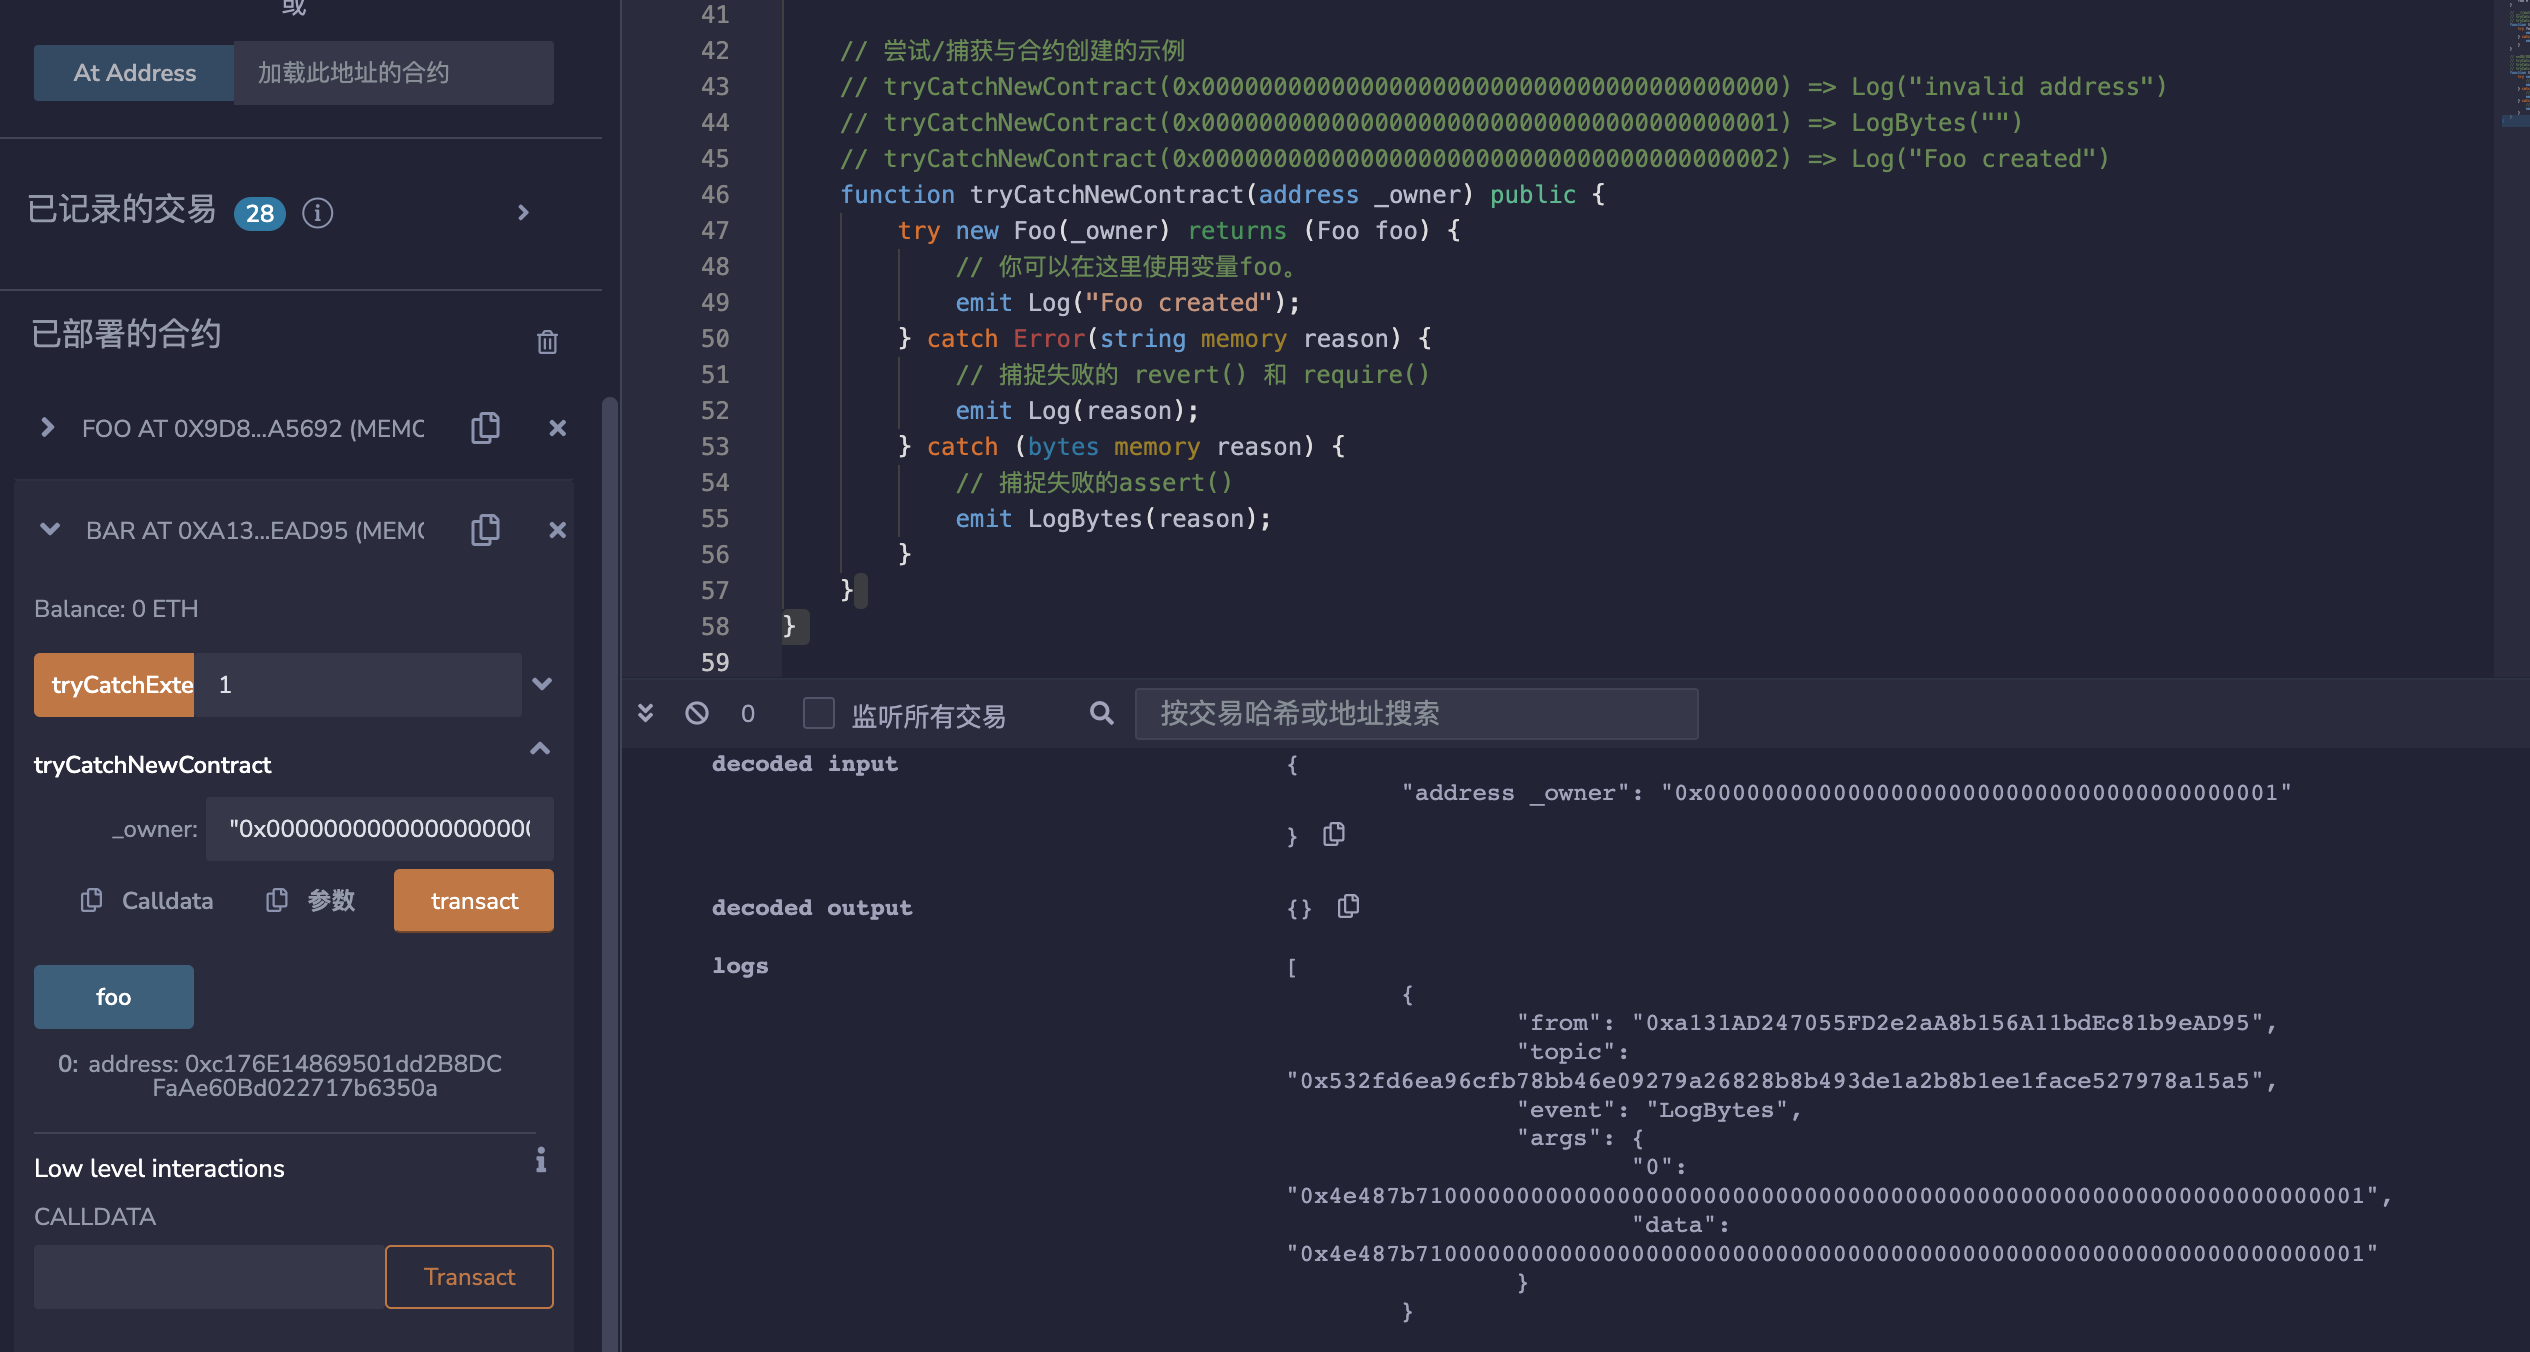 或
At Address
加载此地址的合约
已记录的交易 28
已部署的合约
FOO AT 0X9D8...A5692 (MEMC
BAR AT 0XA13...EAD95 (MEMC
Balance: 0 ETH
tryCatchExte 1
tryCatchNewContract
_owner: "0x0000000000000000000
Calldata 参数 transact
foo
0: address: 0xc176E14869501dd2B8DC
FaAe60Bd022717b6350a
Low level interactions
CALLDATA
Transact
41
42 // 尝试/捕获与合约创建的示例
43 // tryCatchNewContract(0x0000000000000000000000000000000000000000) => Log("invalid address")
44 // tryCatchNewContract(0x0000000000000000000000000000000000000001) => LogBytes("")
45 // tryCatchNewContract(0x0000000000000000000000000000000000000002) => Log("Foo created")
46 function tryCatchNewContract(address _owner) public {
47 try new Foo(_owner) returns (Foo foo) {
48 // 你可以在这里使用变量foo。
49 emit Log("Foo created");
50 } catch Error(string memory reason) {
51 // 捕捉失败的 revert() 和 require()
52 emit Log(reason);
53 } catch (bytes memory reason) {
54 // 捕捉失败的assert()
55 emit LogBytes(reason);
56 }
57 }
58 }
59
0 监听所有交易 按交易哈希或地址搜索
decoded input {
"address _owner": "0x0000000000000000000000000000000000000001"
}
decoded output {}
logs [
{
"from": "0xa131AD247055FD2e2aA8b156A11bdEc81b9eAD95",
"topic":
"0x532fd6ea96cfb78bb46e09279a26828b8b493de1a2b8b1ee1face527978a15a5",
"event": "LogBytes",
"args": {
"0":
"0x4e487b710000000000000000000000000000000000000000000000000000000000000001",
"data":
"0x4e487b710000000000000000000000000000000000000000000000000000000000000001"
}
}